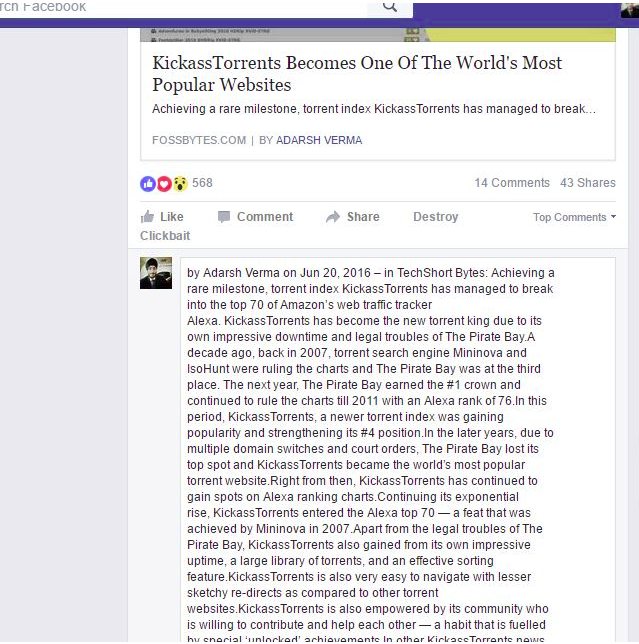 rch Facebook
KickassTorrents Becomes One Of The World's Most
Popular Websites
Achieving a rare milestone, torrent index KickassTorrents has managed to break...
FOSSBYTES.COM | BY ADARSH VERMA
568
14 Comments 43 Shares
Like Comment Share Destroy Top Comments
Clickbait
by Adarsh Verma on Jun 20, 2016 – in TechShort Bytes: Achieving a
rare milestone, torrent index KickassTorrents has managed to break
into the top 70 of Amazon's web traffic tracker
Alexa. KickassTorrents has become the new torrent king due to its
own impressive downtime and legal troubles of The Pirate Bay.A
decade ago, back in 2007, torrent search engine Mininova and
IsoHunt were ruling the charts and The Pirate Bay was at the third
place. The next year, The Pirate Bay earned the #1 crown and
continued to rule the charts till 2011 with an Alexa rank of 76.In this
period, KickassTorrents, a newer torrent index was gaining
popularity and strengthening its #4 position.In the later years, due to
multiple domain switches and court orders, The Pirate Bay lost its
top spot and KickassTorrents became the world's most popular
torrent website.Right from then, KickassTorrents has continued to
gain spots on Alexa ranking charts.Continuing its exponential
rise, KickassTorrents entered the Alexa top 70 — a feat that was
achieved by Mininova in 2007.Apart from the legal troubles of The
Pirate Bay, KickassTorrents also gained from its own impressive
uptime, a large library of torrents, and an effective sorting
feature.KickassTorrents is also very easy to navigate with lesser
sketchy re-directs as compared to other torrent
websites.KickassTorrents is also empowered by its community who
is willing to contribute and help each other — a habit that is fuelled
by special 'unlocked' achievements.In other KickassTorrents news